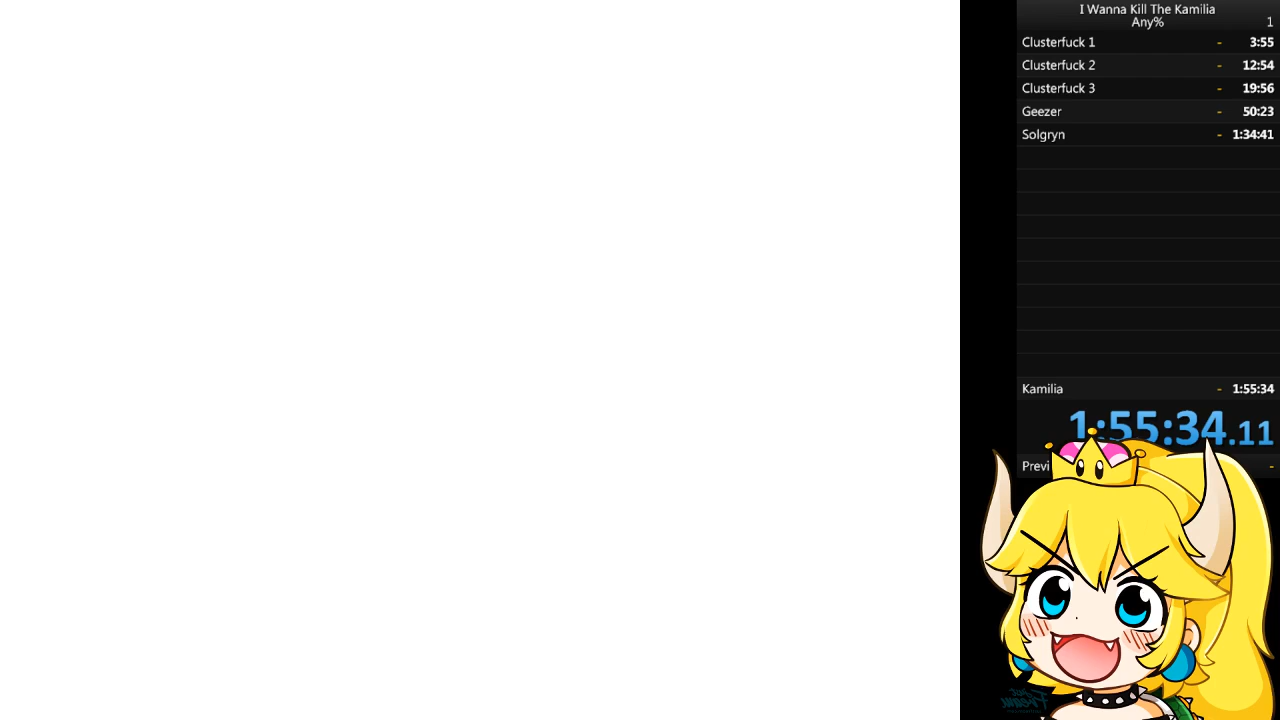 I Wanna Kill The Kamilia
Any% 1
Clusterfuck 1 - 3:55
Clusterfuck 2 - 12:54
Clusterfuck 3 - 19:56
Geezer - 50:23
Solgryn - 1:34:41
Kamilia - 1:55:34
1:55:34.11
Previ -